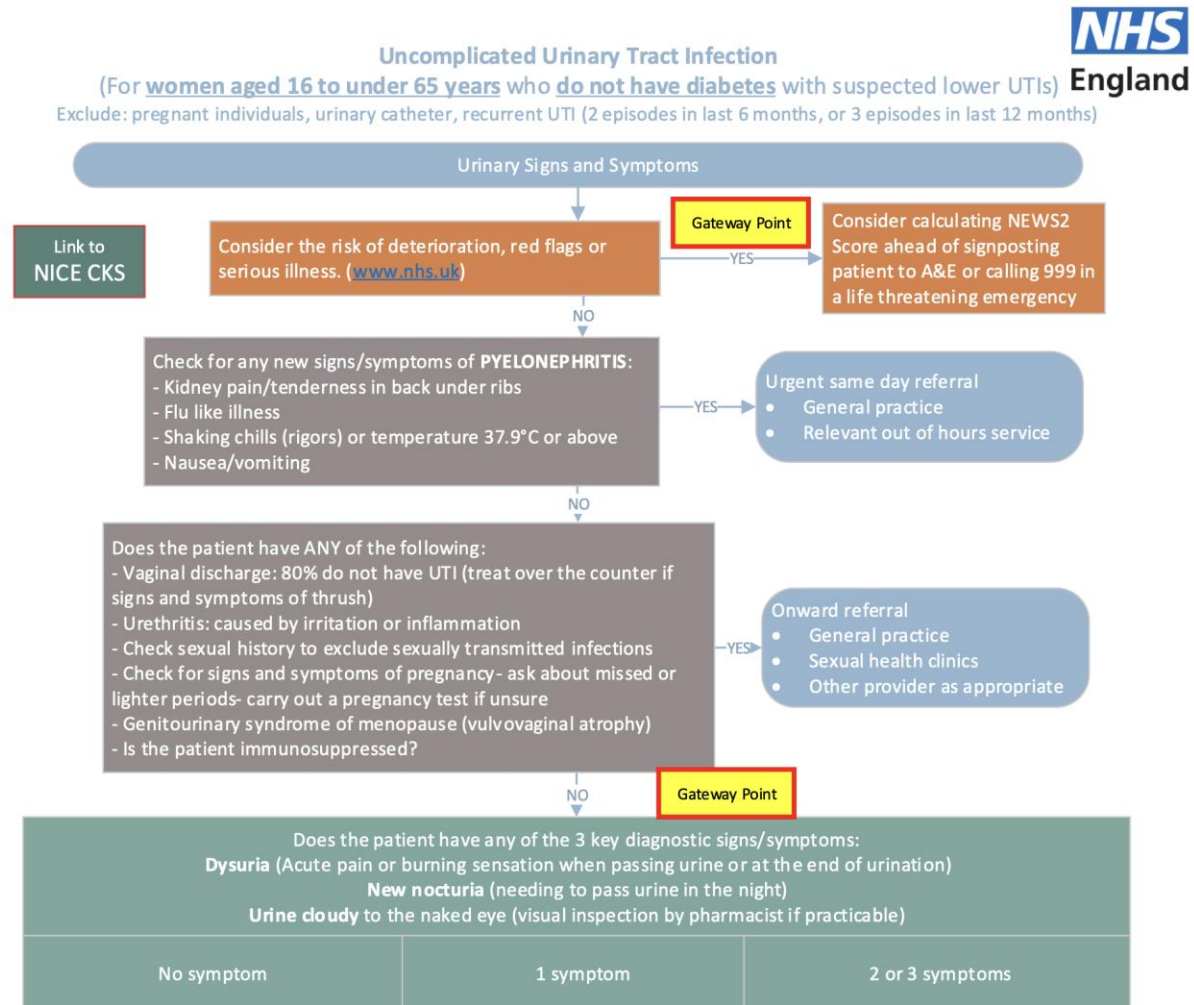 NHS
England
Uncomplicated Urinary Tract Infection
(For women aged 16 to under 65 years who do not have diabetes with suspected lower UTIs)
Exclude: pregnant individuals, urinary catheter, recurrent UTI (2 episodes in last 6 months, or 3 episodes in last 12 months)
Urinary Signs and Symptoms
Link to
NICE CKS
Consider the risk of deterioration, red flags or
serious illness. (www.nhs.uk)
Gateway Point
YES
Consider calculating NEWS2
Score ahead of signposting
patient to A&E or calling 999 in
a life threatening emergency
NO
Check for any new signs/symptoms of PYELONEPHRITIS:
- Kidney pain/tenderness in back under ribs
- Flu like illness
- Shaking chills (rigors) or temperature 37.9°C or above
- Nausea/vomiting
YES
Urgent same day referral
• General practice
• Relevant out of hours service
NO
Does the patient have ANY of the following:
- Vaginal discharge: 80% do not have UTI (treat over the counter if
signs and symptoms of thrush)
- Urethritis: caused by irritation or inflammation
- Check sexual history to exclude sexually transmitted infections
- Check for signs and symptoms of pregnancy- ask about missed or
lighter periods- carry out a pregnancy test if unsure
- Genitourinary syndrome of menopause (vulvovaginal atrophy)
- Is the patient immunosuppressed?
YES
Onward referral
• General practice
• Sexual health clinics
• Other provider as appropriate
NO
Gateway Point
Does the patient have any of the 3 key diagnostic signs/symptoms:
Dysuria (Acute pain or burning sensation when passing urine or at the end of urination)
New nocturia (needing to pass urine in the night)
Urine cloudy to the naked eye (visual inspection by pharmacist if practicable)
No symptom
1 symptom
2 or 3 symptoms